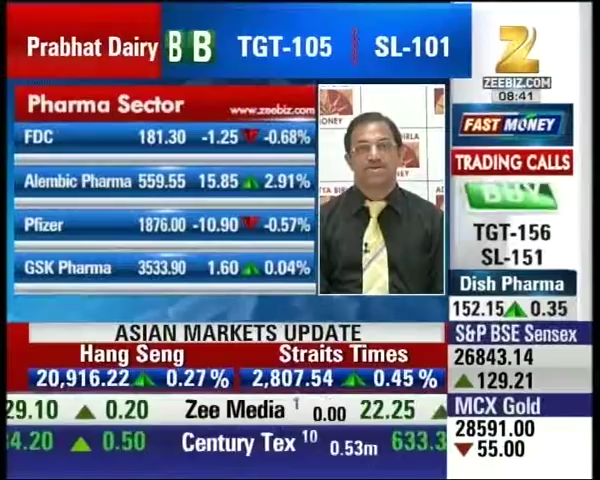 Prabhat Dairy B B TGT-105 SL-101
ZEEBIZ.COM
08:41
Pharma Sector www.zeebiz.com
FDC 181.30 -1.25 -0.68%
Alembic Pharma 559.55 15.85 2.91%
Pfizer 1876.00 -10.90 -0.57%
GSK Pharma 3533.90 1.60 0.04%
FAST MONEY
TRADING CALLS
BUY
TGT-156
SL-151
Dish Pharma
152.15 0.35
ASIAN MARKETS UPDATE
Hang Seng Straits Times
20,916.22 0.27% 2,807.54 0.45%
S&P BSE Sensex
26843.14
129.21
MCX Gold
28591.00
55.00
29.10 0.20 Zee Media 1 0.00 22.25
34.20 0.50 Century Tex 10 0.53m 633.3